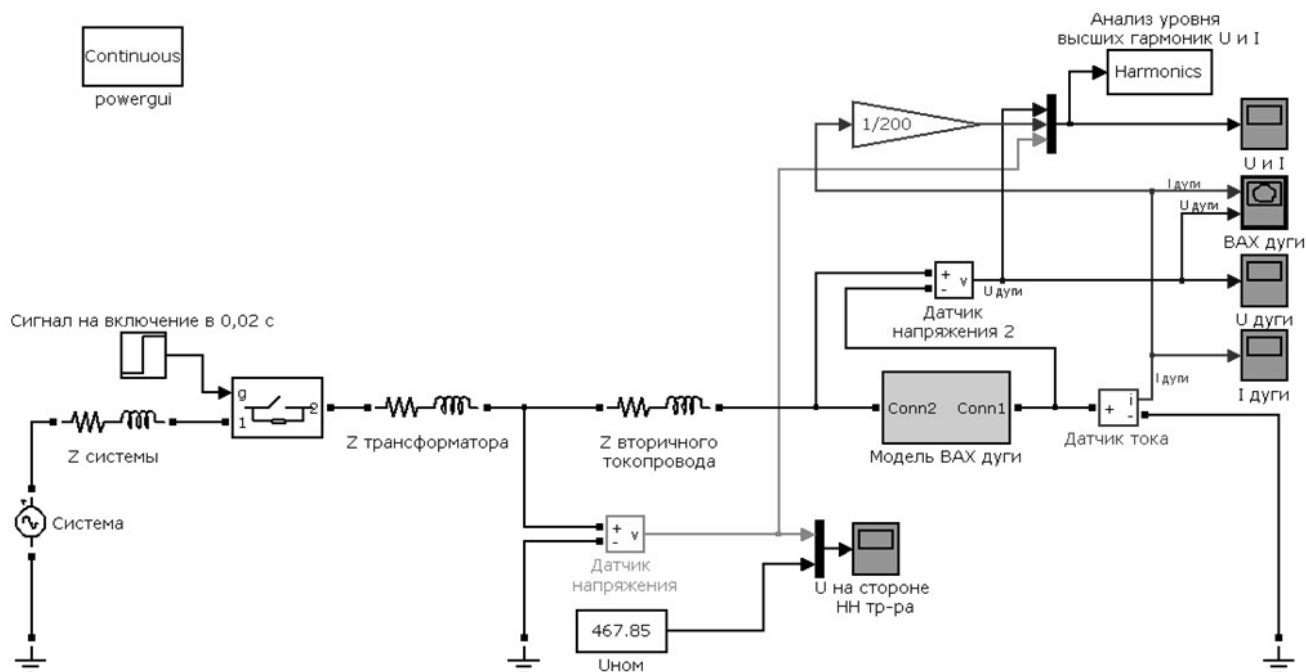 Анализ уровня
высших гармоник U и I
Continuous
powergui
Harmonics
1/200
U и I
I дуги
U дуги
ВАХ дуги
+
-
v
U дуги
Датчик
напряжения 2
U дуги
Сигнал на включение в 0,02 с
g
1
2
Z системы
Z трансформатора
Z вторичного
токопровода
Conn2
Conn1
Модель ВАХ дуги
+
i
-
I дуги
Датчик тока
I дуги
Система
+
-
v
Датчик
напряжения
U на стороне
НН тр-ра
467.85
Uном